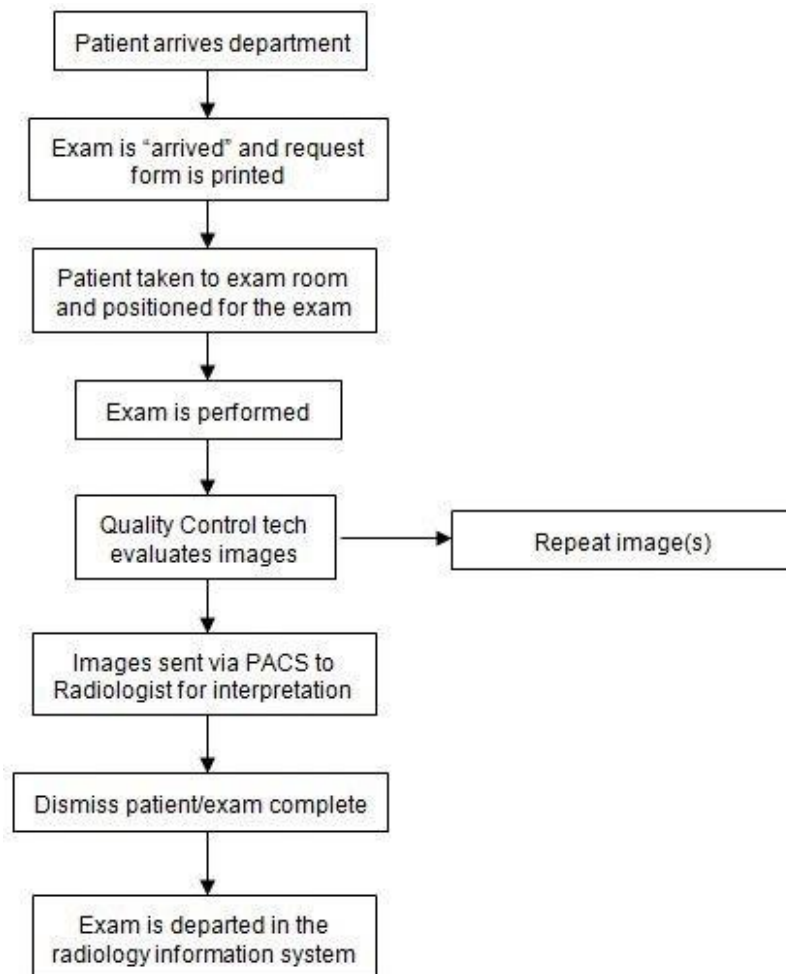 Patient arrives department
Exam is “arrived” and request
form is printed
Patient taken to exam room
and positioned for the exam
Exam is performed
Quality Control tech
evaluates images
Repeat image(s)
Images sent via PACS to
Radiologist for interpretation
Dismiss patient/exam complete
Exam is departed in the
radiology information system